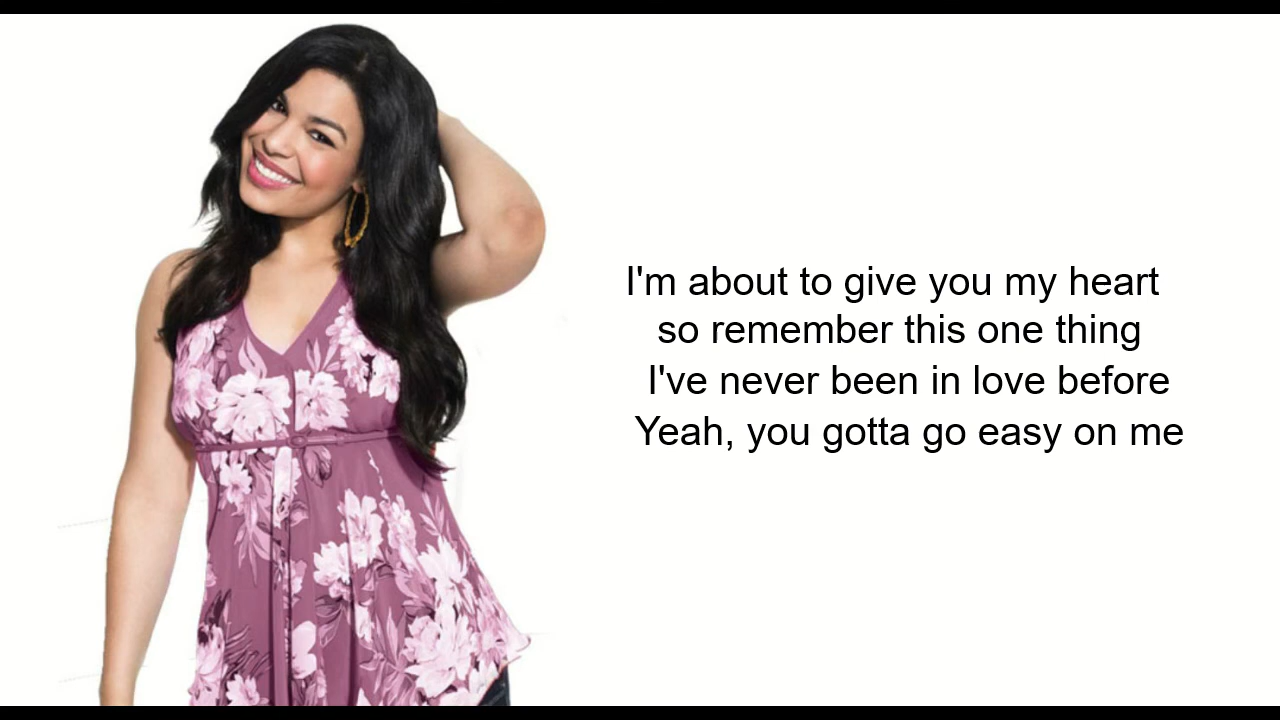 I'm about to give you my heart
so remember this one thing
I've never been in love before
Yeah, you gotta go easy on me